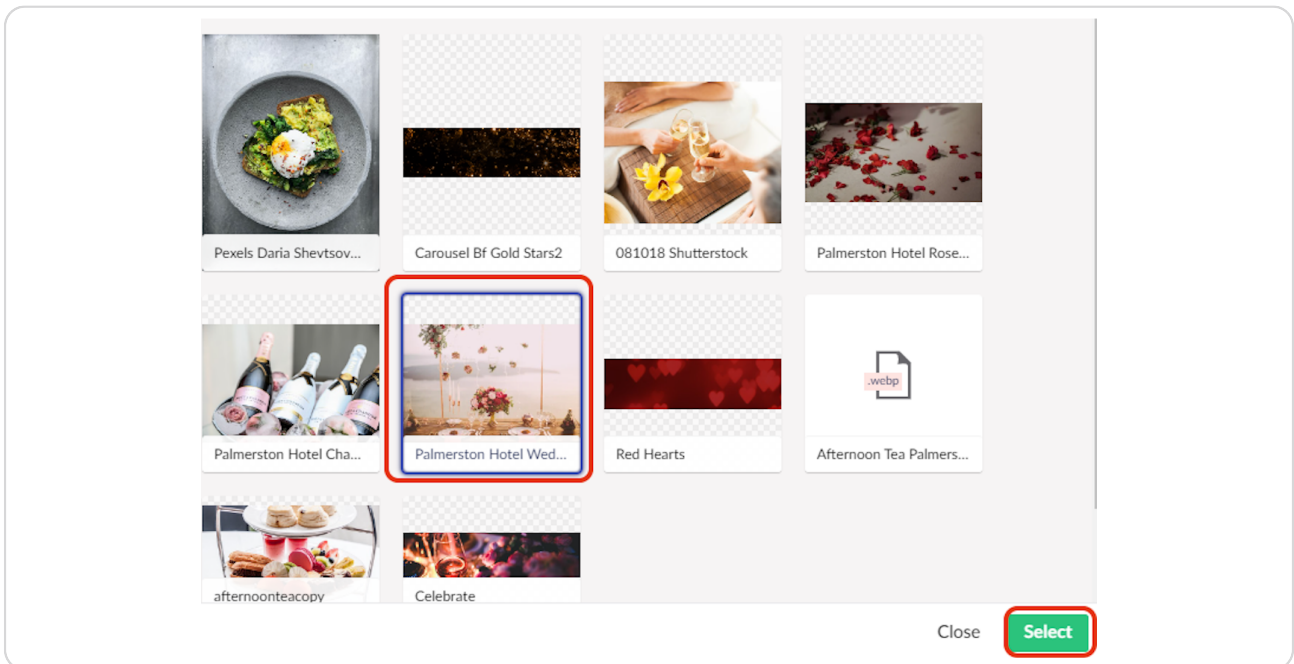 Pexels Daria Shevtsov...
Carousel Bf Gold Stars2
081018 Shutterstock
Palmerston Hotel Rose...
Palmerston Hotel Cha...
Palmerston Hotel Wed...
Red Hearts
.webp
Afternoon Tea Palmers...
afternoonteacopy
Celebrate
Close
Select